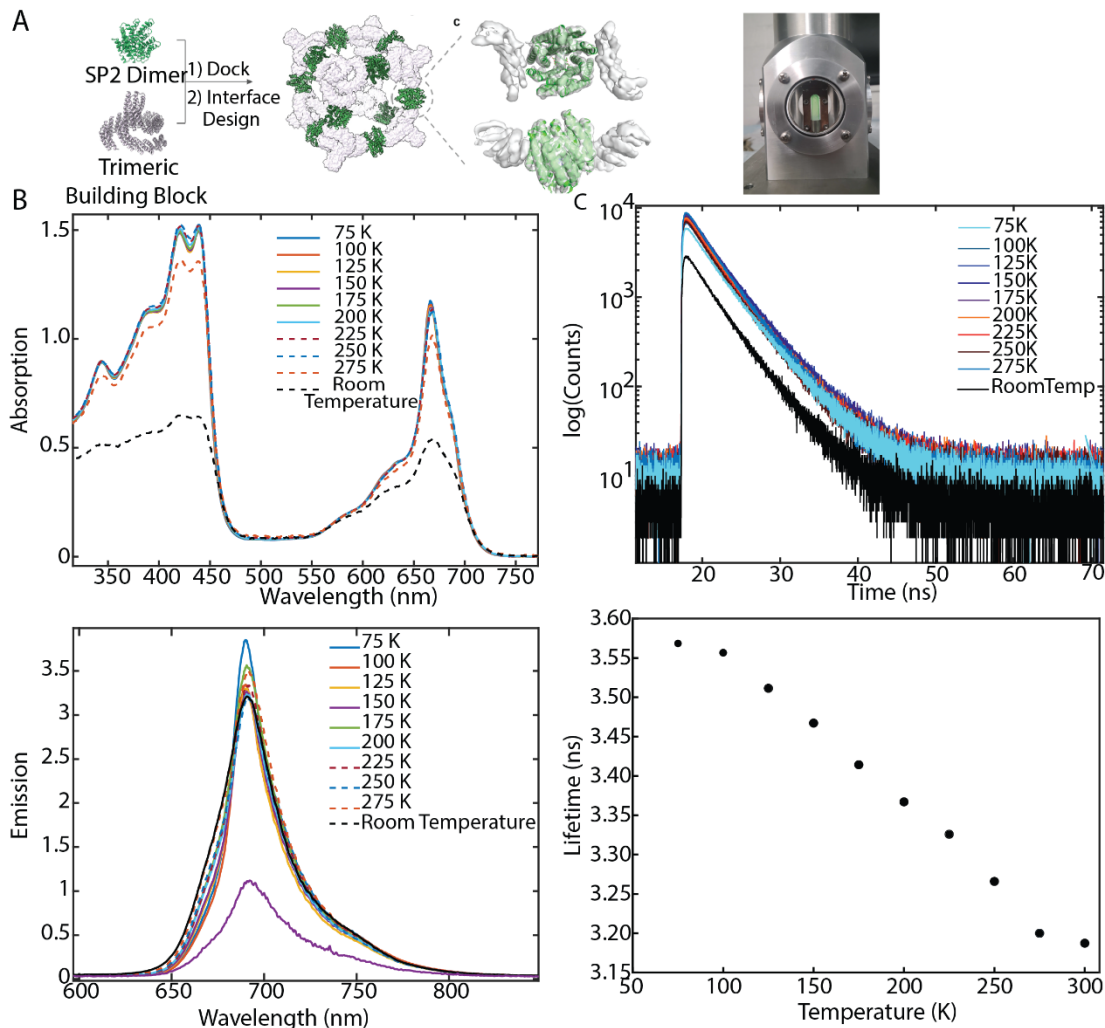 A
SP2 Dimer
Trimeric
Building Block
1) Dock
2) Interface
Design
c
B
Absorption
1.5
1.0
0.5
0
350 400 450 500 550 600 650 700 750
Wavelength (nm)
75 K
100 K
125 K
150 K
175 K
200 K
225 K
250 K
275 K
Room
Temperature
C
log(Counts)
10^4
10^3
10^2
10^1
20 30 40 50 60 70
Time (ns)
75K
100K
125K
150K
175K
200K
225K
250K
275K
RoomTemp
Emission
3.5
3
2.5
2
1.5
1
0.5
0
600 650 700 750 800
Wavelength (nm)
75 K
100 K
125 K
150 K
175 K
200 K
225 K
250 K
275 K
Room Temperature
Lifetime (ns)
3.60
3.55
3.50
3.45
3.40
3.35
3.30
3.25
3.20
3.15
50 100 150 200 250 300
Temperature (K)